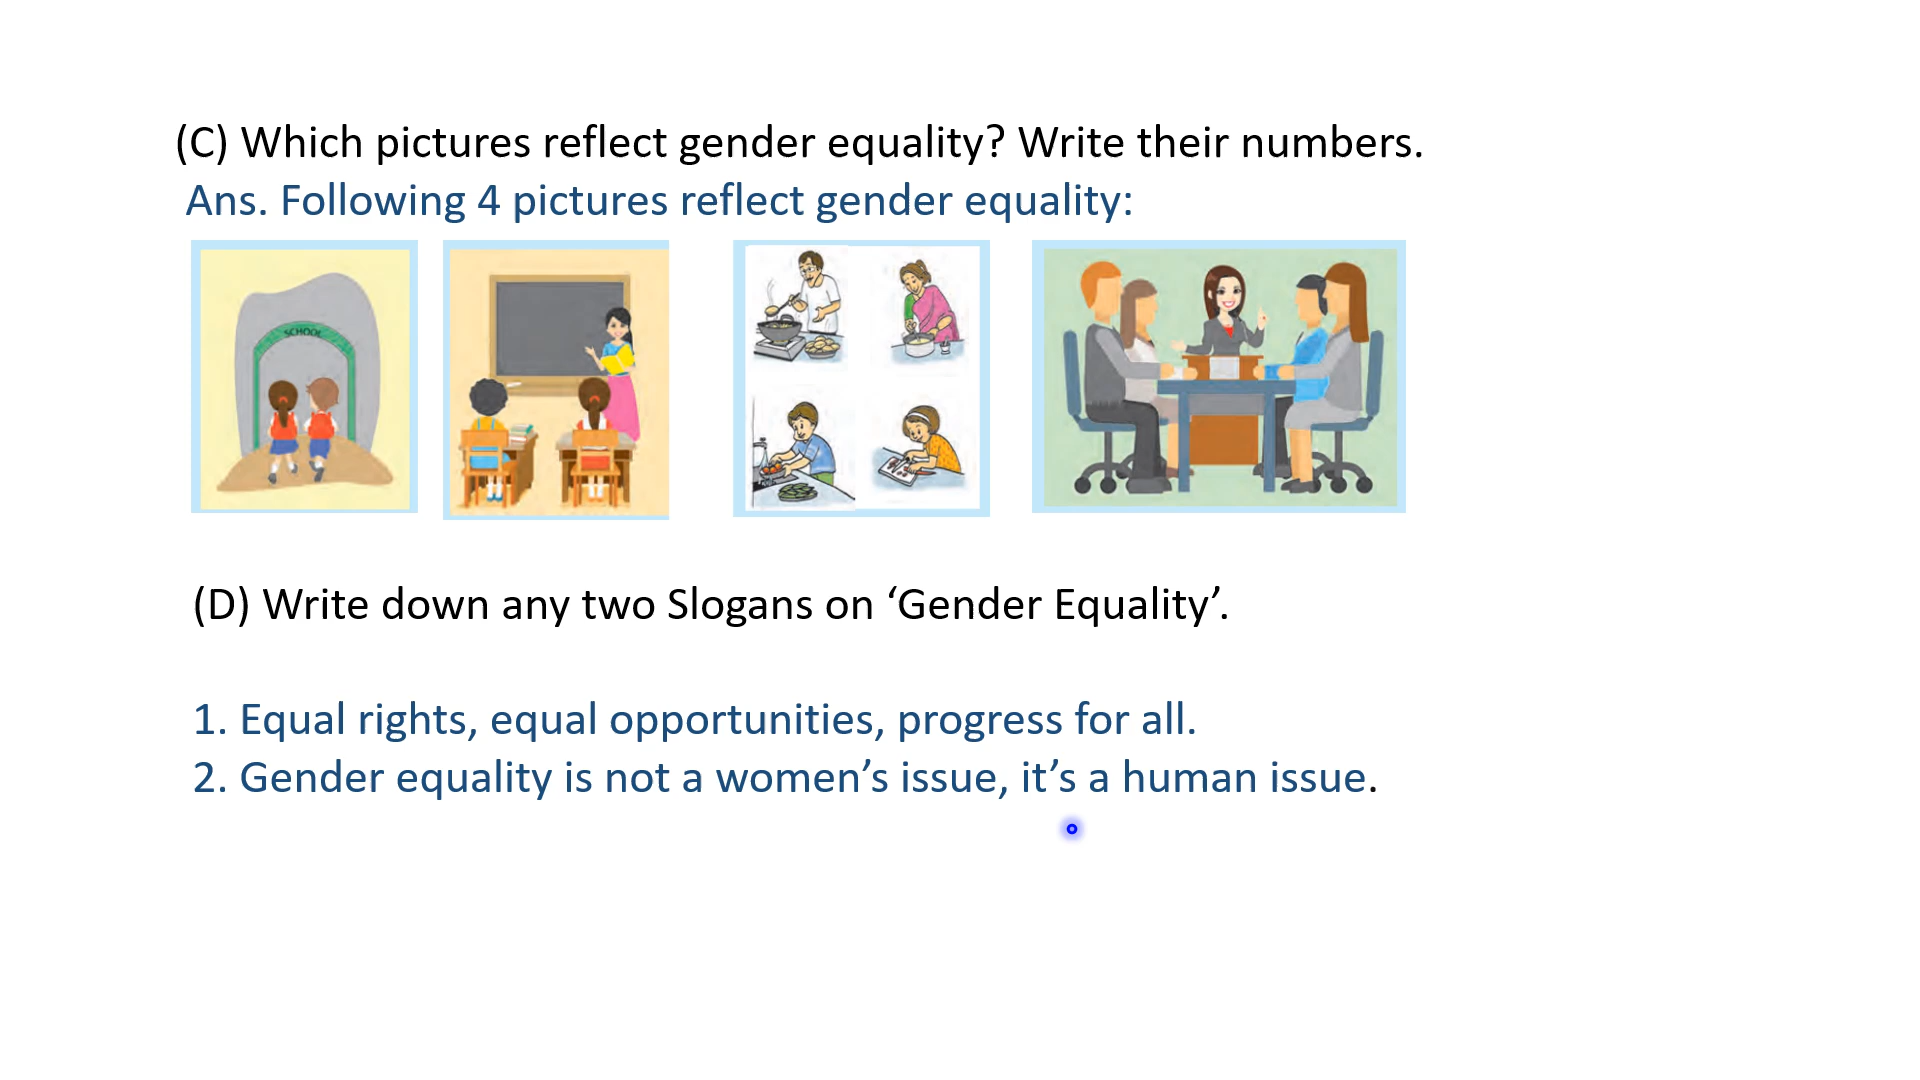 (C) Which pictures reflect gender equality? Write their numbers.
Ans. Following 4 pictures reflect gender equality:
SCHOOL
(D) Write down any two Slogans on ‘Gender Equality’.
1. Equal rights, equal opportunities, progress for all.
2. Gender equality is not a women’s issue, it’s a human issue.